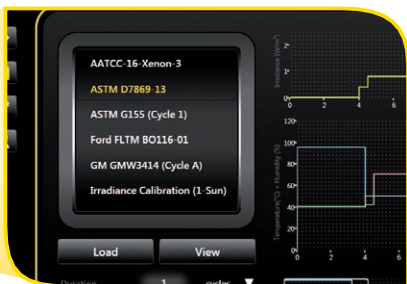 AATCC-16-Xenon-3
ASTM D7869-13
ASTM G155 (Cycle 1)
Ford FLTM BO116-01
GM GMW3414 (Cycle A)
Irradiance Calibration (1-Sun)
Load View
Duration 1 cycles
Irradiance (W/m²)
2
1
0
0 2 4 6
Temperature(°C) + Humidity (%)
120
100
80
60
40
20
0
0 2 4 6